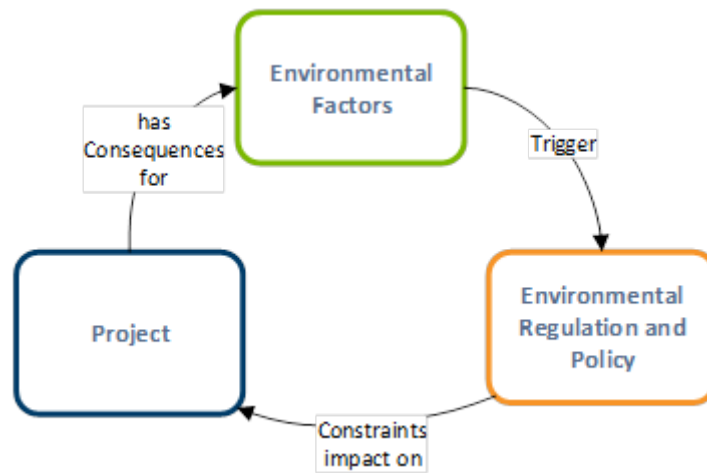 Environmental
Factors
has
Consequences
for
Trigger
Project
Environmental
Regulation and
Policy
Constraints
impact on